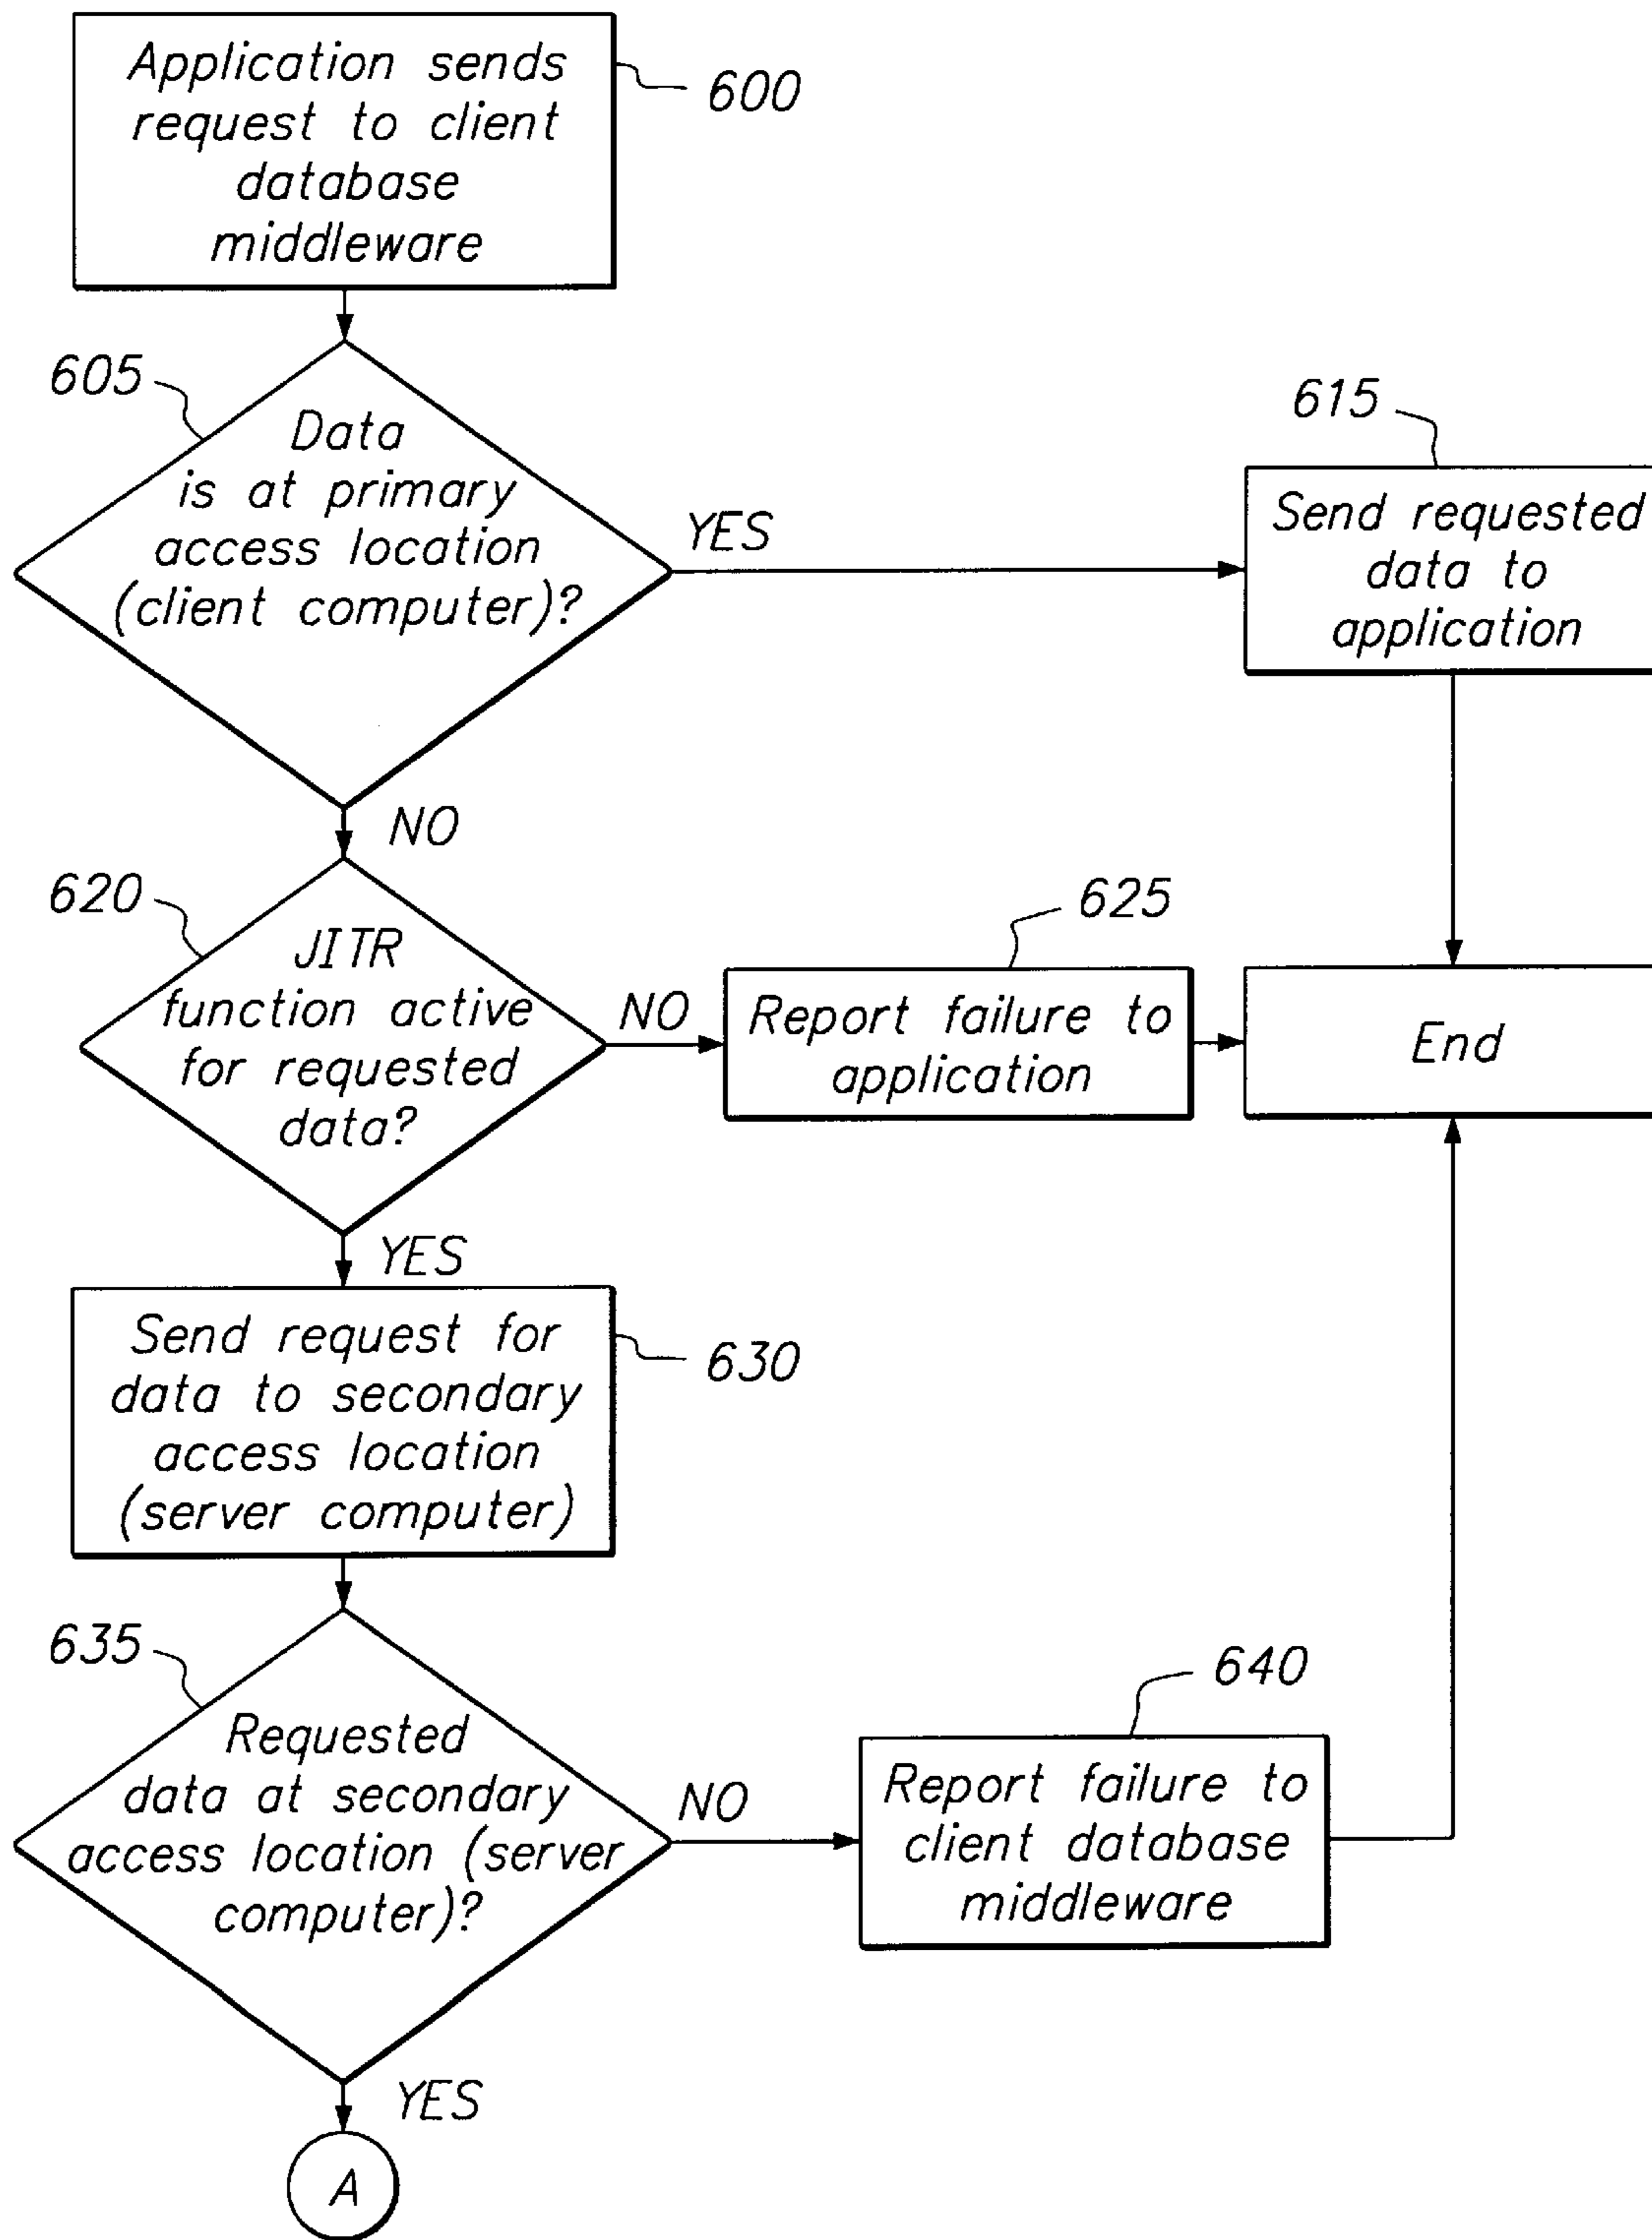 Application sends
request to client
database
middleware
600
605
Data
is at primary
access location
(client computer)?
YES
615
Send requested
data to
application
NO
620
JITR
function active
for requested
data?
NO
625
Report failure to
application
End
YES
Send request for
data to secondary
access location
(server computer)
630
635
Requested
data at secondary
access location (server
computer)?
NO
640
Report failure to
client database
middleware
YES
A